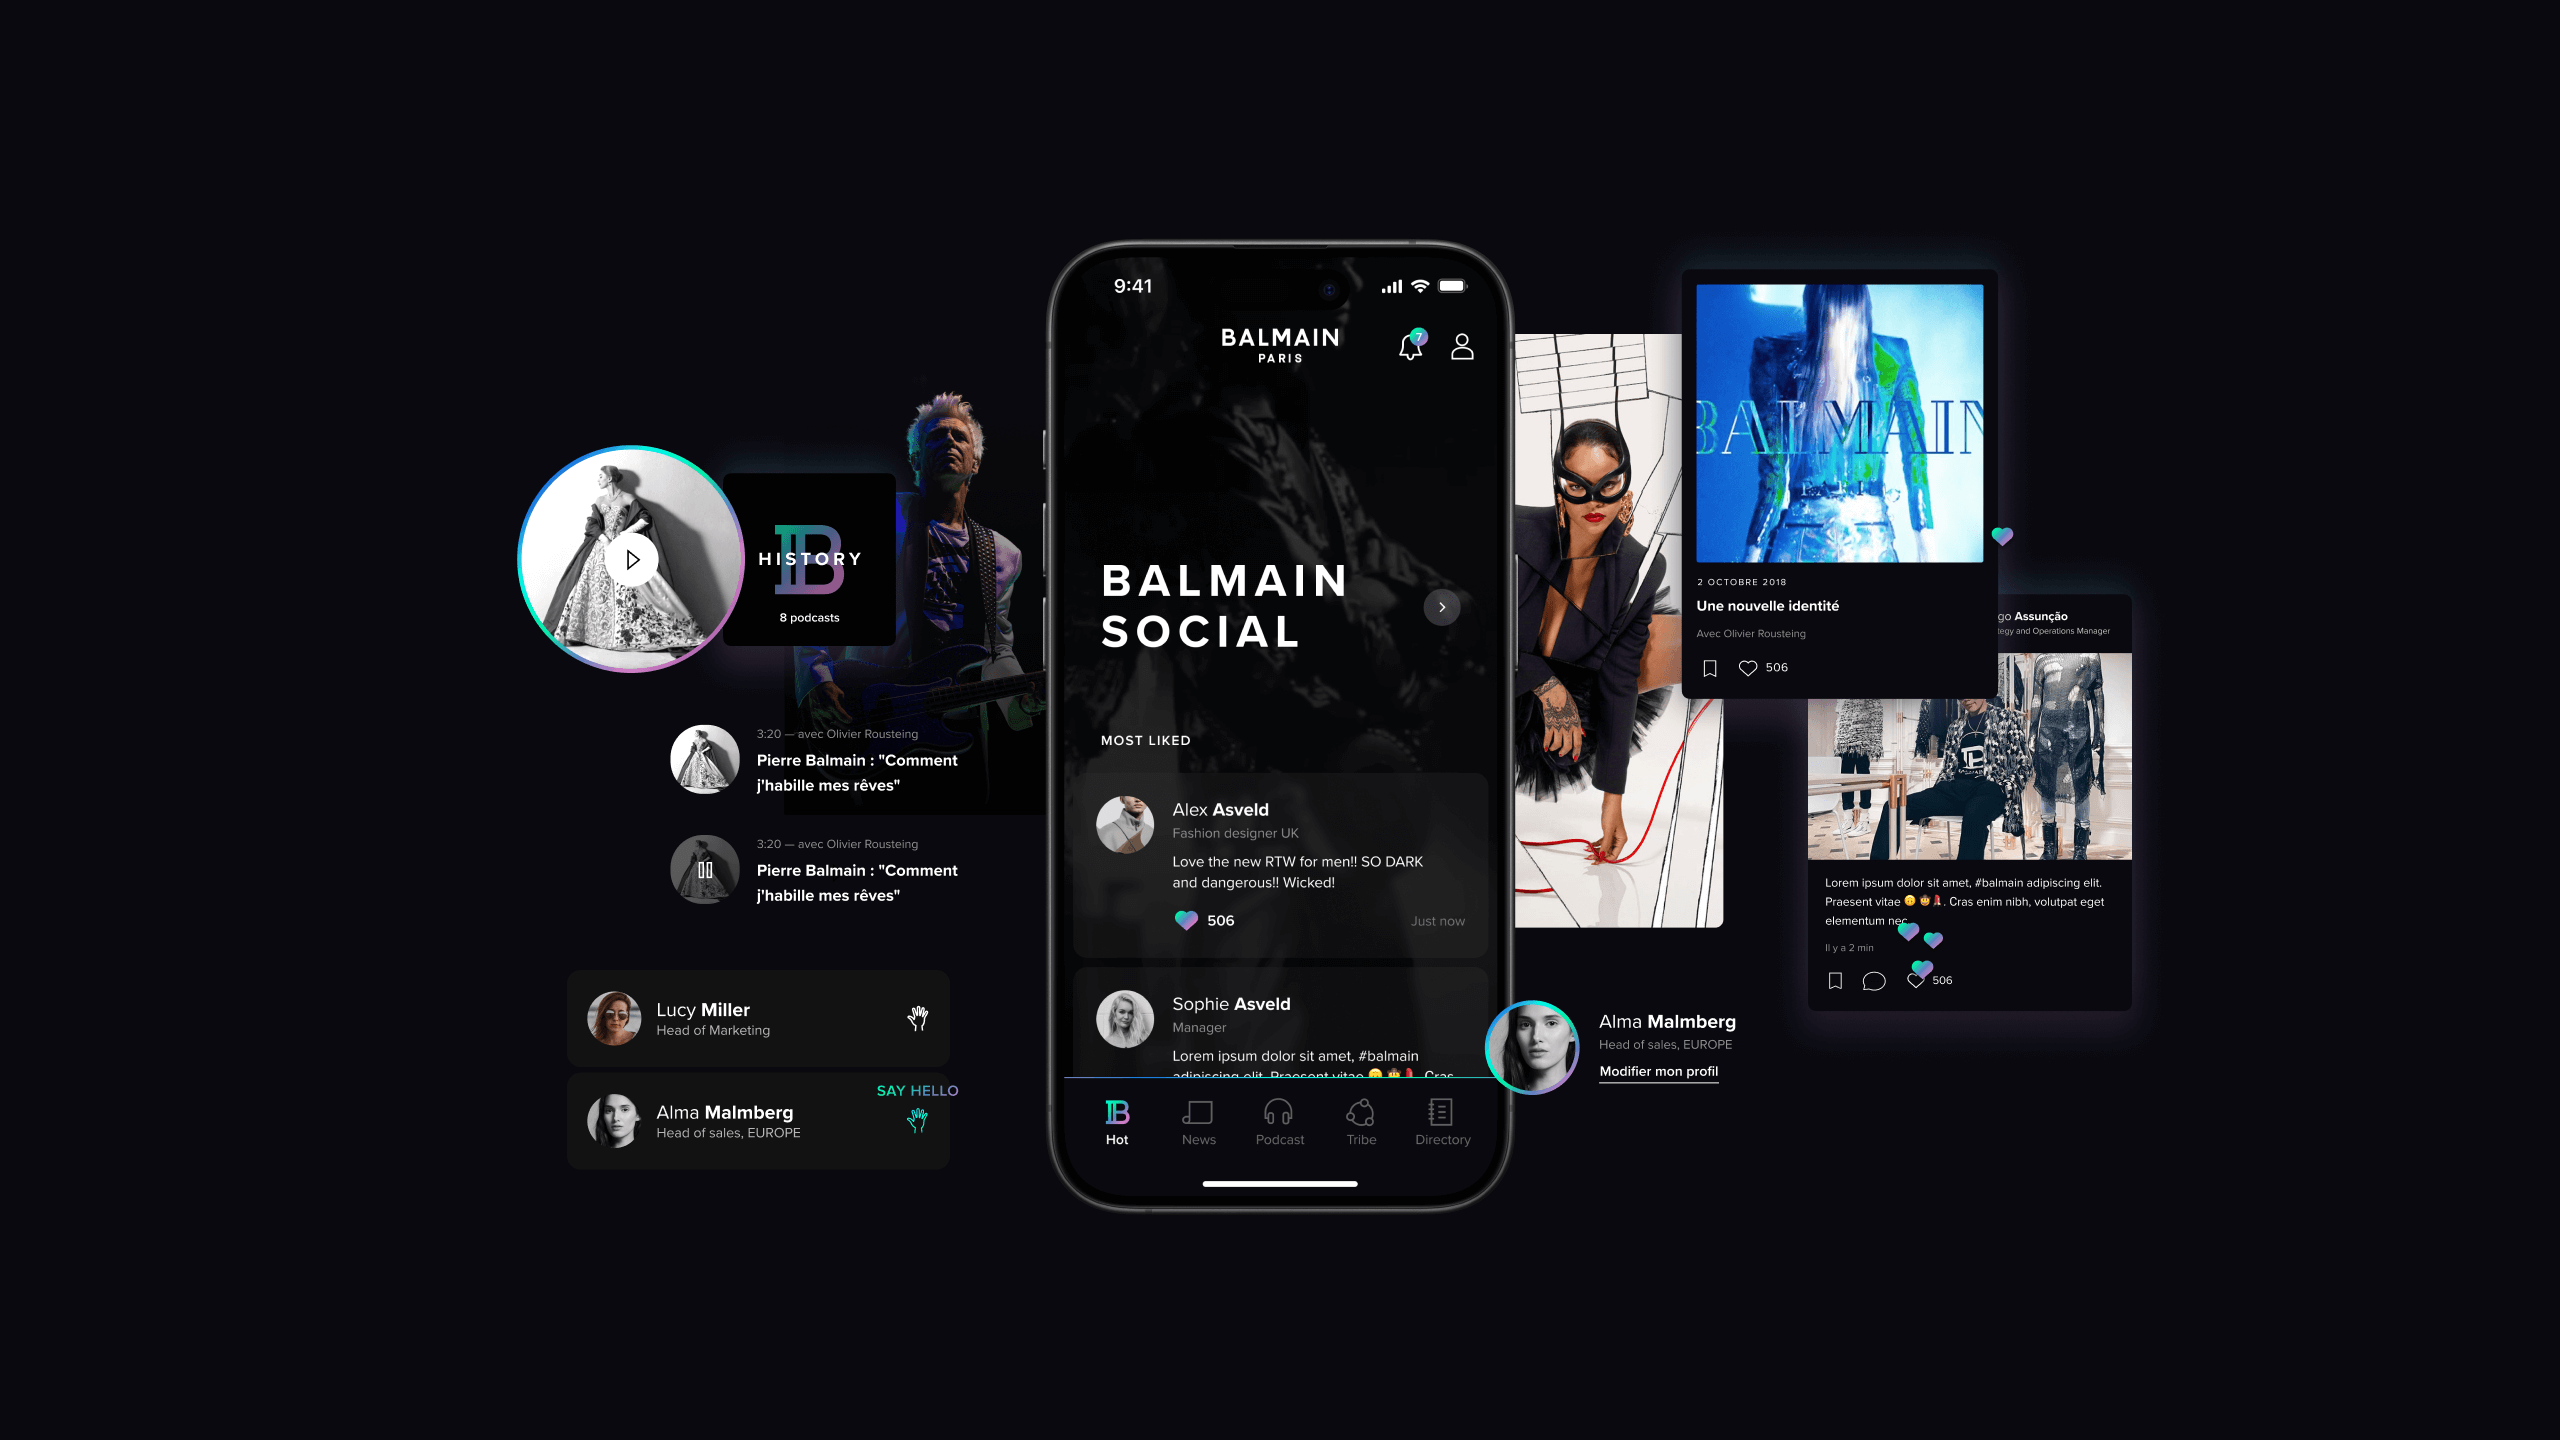 HISTORY
8 podcasts
3:20 — avec Olivier Rousteing
Pierre Balmain : "Comment
j'habille mes rêves"
3:20 — avec Olivier Rousteing
Pierre Balmain : "Comment
j'habille mes rêves"
Lucy Miller
Head of Marketing
SAY HELLO
Alma Malmberg
Head of sales, EUROPE
9:41
BALMAIN
PARIS
7
BALMAIN
SOCIAL
MOST LIKED
Alex Asveld
Fashion designer UK
Love the new RTW for men!! SO DARK
and dangerous!! Wicked!
506
Just now
Sophie Asveld
Manager
Lorem ipsum dolor sit amet, #balmain
adipiscing elit. Praesent vitae 🙃 🤠 💃. Cras
Hot
News
Podcast
Tribe
Directory
BALMAIN
PARIS
2 OCTOBRE 2018
Une nouvelle identité
Avec Olivier Rousteing
506
Assunção
and Operations Manager
Lorem ipsum dolor sit amet, #balmain adipiscing elit.
Praesent vitae 🙃 🤠 💃. Cras enim nibh, volutpat eget
elementum nec.
Il y a 2 min
506
Alma Malmberg
Head of sales, EUROPE
Modifier mon profil